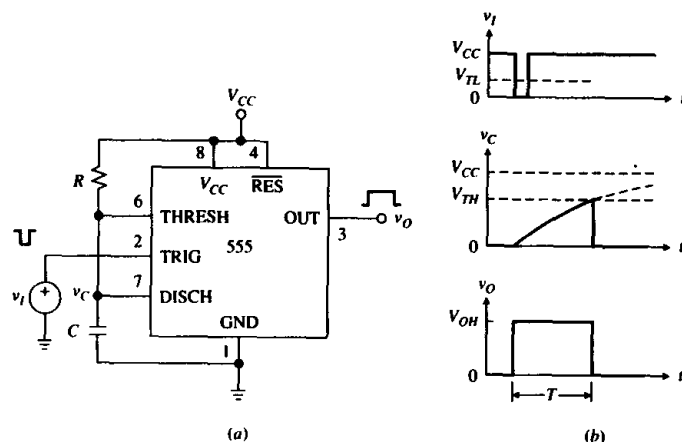 V_CC
8
4
R
V_CC
RES
6
THRESH
OUT
v_O
3
2
TRIG
555
v_I
+
v_C
7
DISCH
C
GND
1
(a)
v_I
V_CC
V_TL
0
t
v_C
V_CC
V_TH
0
t
v_O
V_OH
0
t
T
(b)